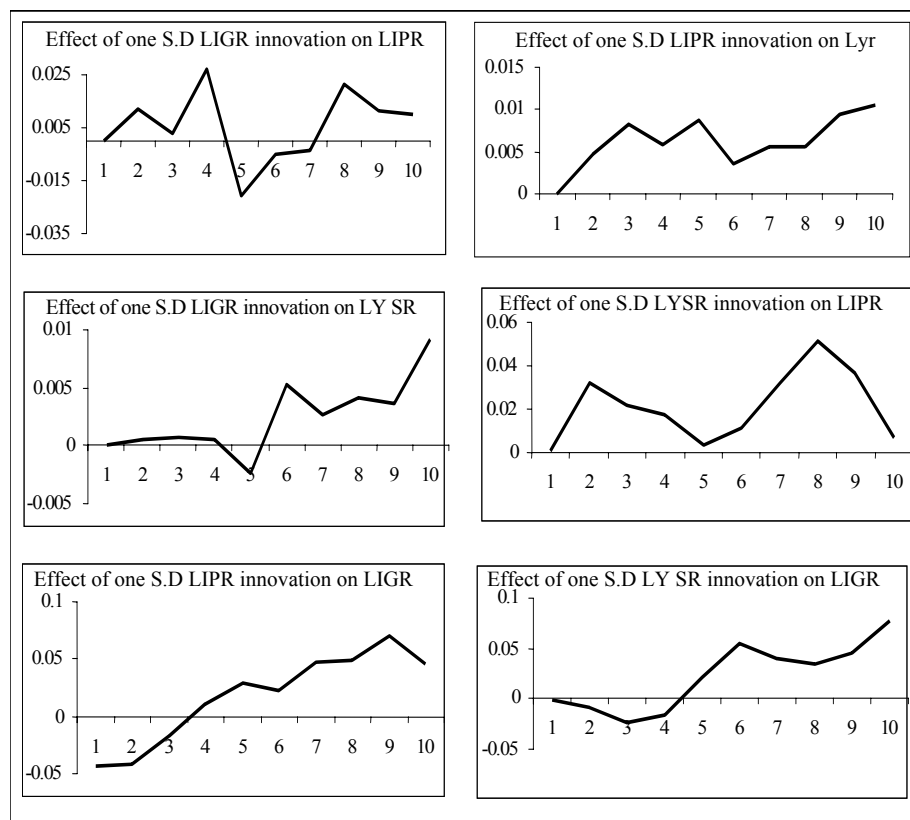 Effect of one S.D LIGR innovation on LIPR
0.025
0.005
-0.015
-0.035
1 2 3 4 5 6 7 8 9 10
Effect of one S.D LIPR innovation on Lyr
0.015
0.01
0.005
0
1 2 3 4 5 6 7 8 9 10
Effect of one S.D LIGR innovation on LY SR
0.01
0.005
0
-0.005
1 2 3 4 5 6 7 8 9 10
Effect of one S.D LYSR innovation on LIPR
0.06
0.04
0.02
0
1 2 3 4 5 6 7 8 9 10
Effect of one S.D LIPR innovation on LIGR
0.1
0.05
0
-0.05
1 2 3 4 5 6 7 8 9 10
Effect of one S.D LY SR innovation on LIGR
0.1
0.05
0
-0.05
1 2 3 4 5 6 7 8 9 10